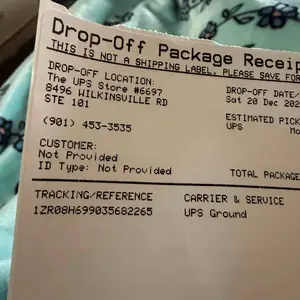 Drop-Off Package Receip
THIS IS NOT A SHIPPING LABEL. PLEASE SAVE FOR
DROP-OFF LOCATION:
The UPS Store #6697
8496 WILKINSVILLE RD
STE 101
(901) 453-3535
DROP-OFF DATE/
Sat 20 Dec 202
ESTIMATED PICK
UPS Mo
CUSTOMER:
Not Provided
ID Type: Not Provided
TOTAL PACKAG
TRACKING/REFERENCE CARRIER & SERVICE
1ZR08H699035682265 UPS Ground